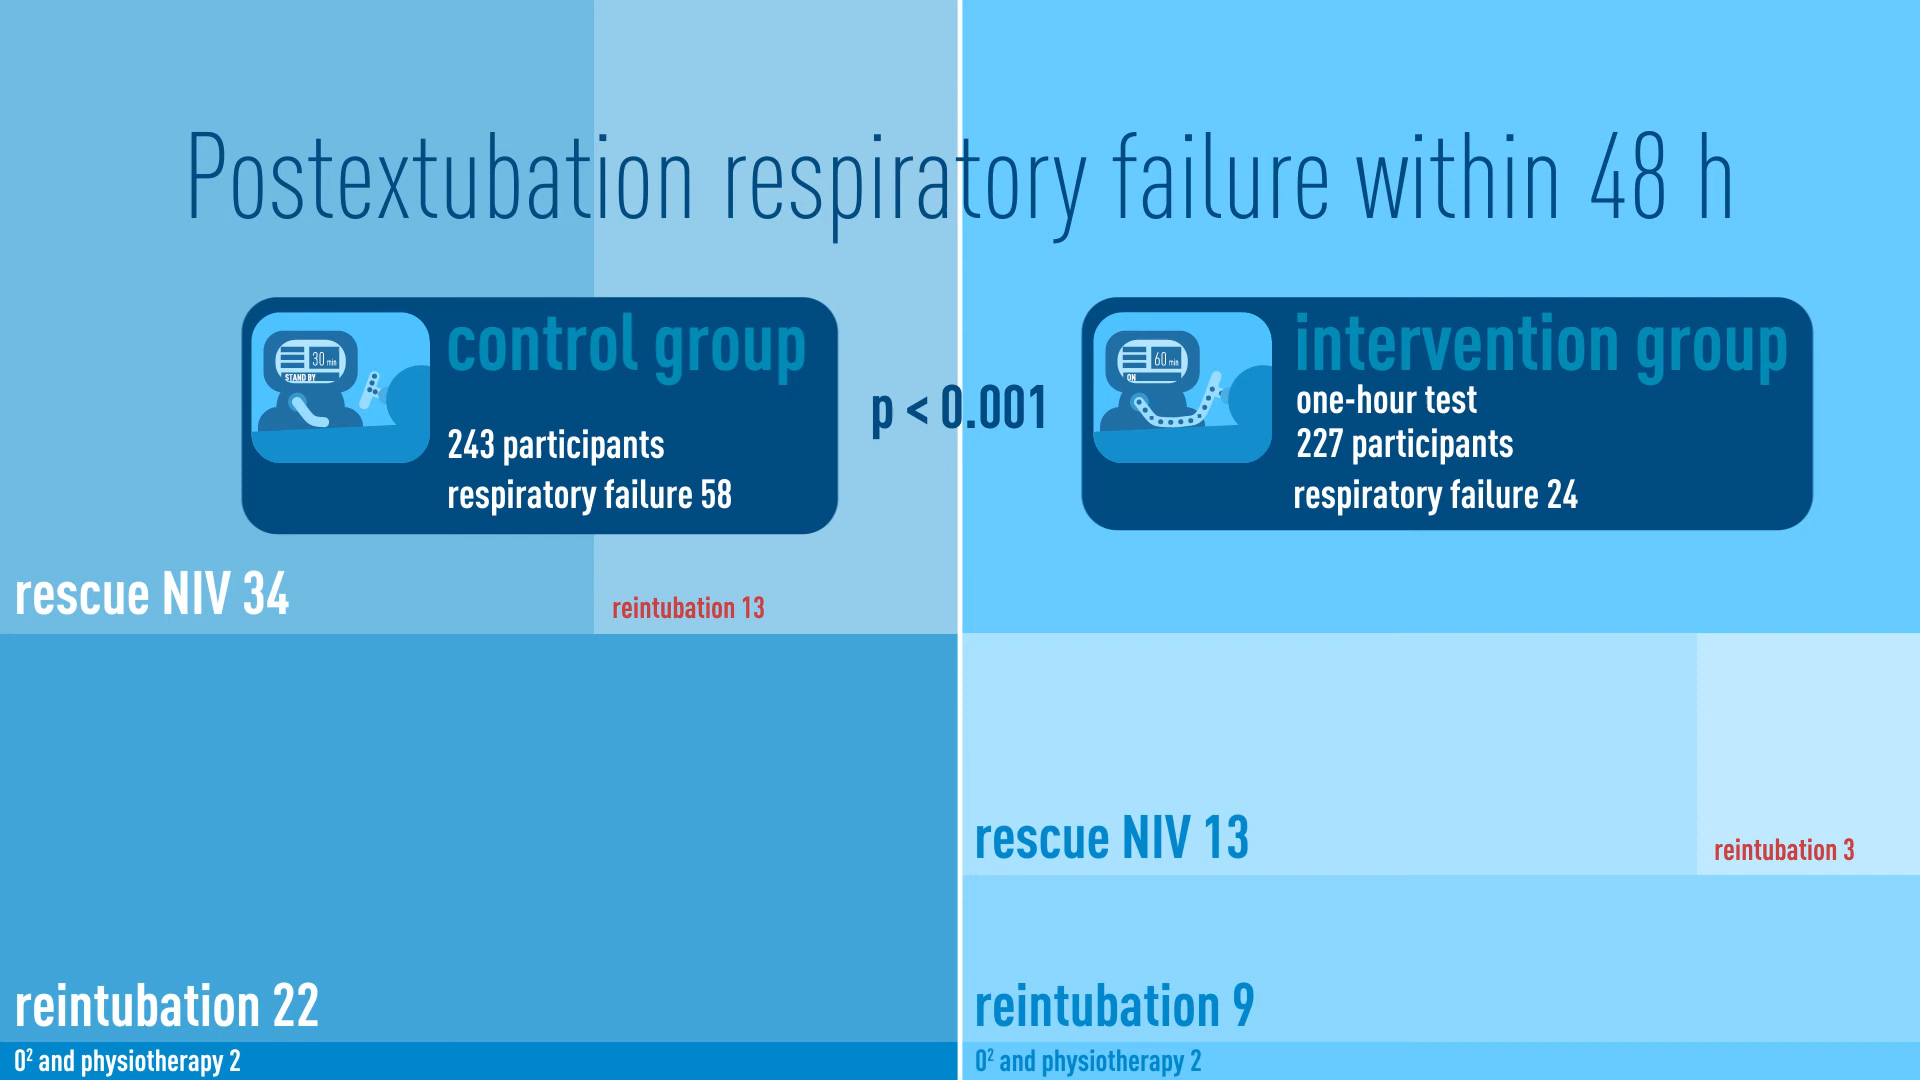 Postextubation respiratory failure within 48 h
30 min
STAND BY
control group
243 participants
respiratory failure 58
p < 0.001
60 min
ON
intervention group
one-hour test
227 participants
respiratory failure 24
rescue NIV 34
reintubation 13
rescue NIV 13
reintubation 3
reintubation 22
reintubation 9
O² and physiotherapy 2
O² and physiotherapy 2